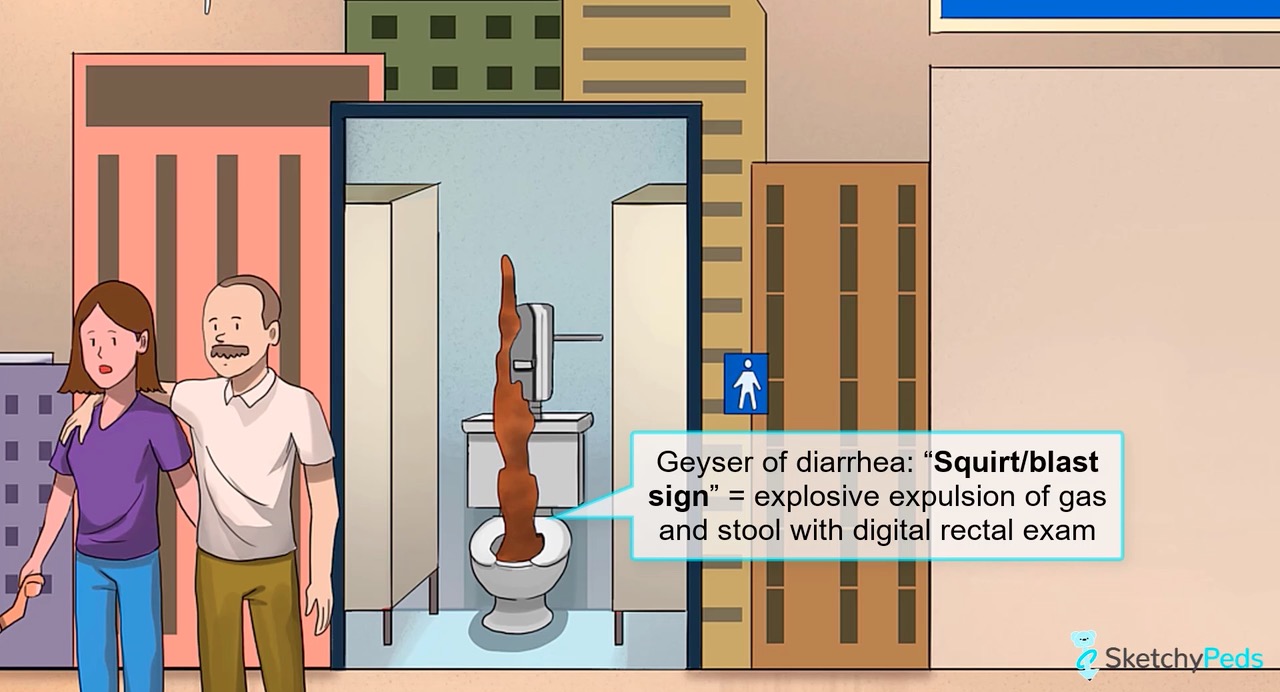 Geyser of diarrhea: “Squirt/blast
sign” = explosive expulsion of gas
and stool with digital rectal exam
SketchyPeds